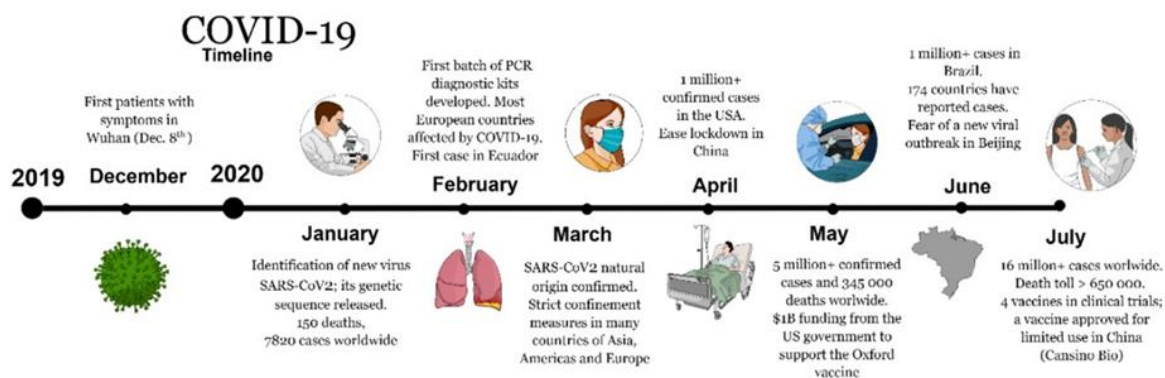 COVID-19
Timeline
First patients with
symptoms in
Wuhan (Dec. 8th)
First batch of PCR
diagnostic kits
developed. Most
European countries
affected by COVID-19.
First case in Ecuador
1 million+
confirmed cases
in the USA.
Ease lockdown in
China
1 million+ cases in
Brazil.
174 countries have
reported cases.
Fear of a new viral
outbreak in Beijing
2019
December
2020
February
April
June
January
Identification of new virus
SARS-CoV2; its genetic
sequence released.
150 deaths,
7820 cases worldwide
March
SARS-CoV2 natural
origin confirmed.
Strict confinement
measures in many
countries of Asia,
Americas and Europe
May
5 million+ confirmed
cases and 345 000
deaths worlwide.
$1B funding from the
US government to
support the Oxford
vaccine
July
16 millon+ cases worldwide.
Death toll > 650 000.
4 vaccines in clinical trials;
a vaccine approved for
limited use in China
(Cansino Bio)